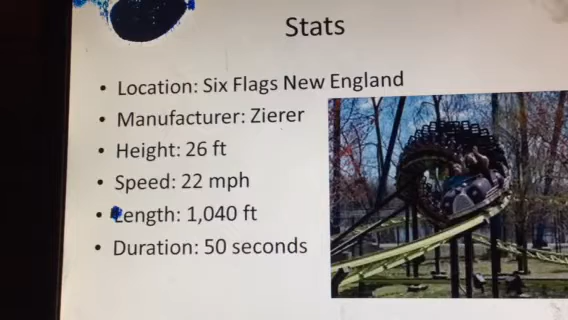 Stats
• Location: Six Flags New England
• Manufacturer: Zierer
• Height: 26 ft
• Speed: 22 mph
• Length: 1,040 ft
• Duration: 50 seconds